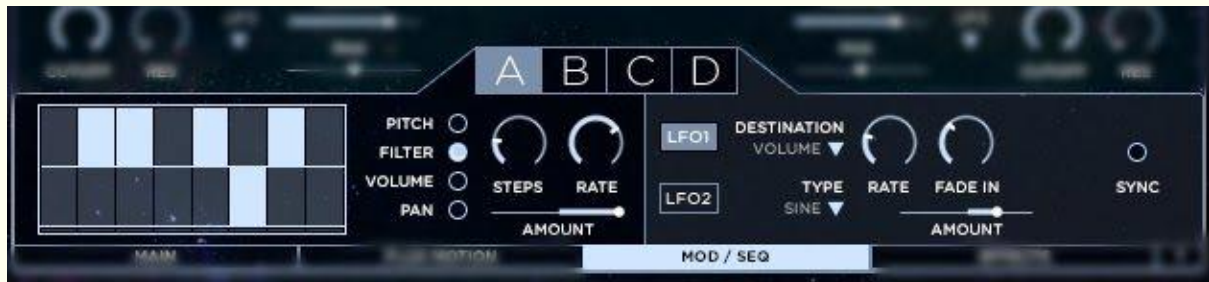 A B C D
PITCH
FILTER
VOLUME
PAN
STEPS RATE
AMOUNT
LFO1
LFO2
DESTINATION
VOLUME
TYPE
SINE
RATE FADE IN
AMOUNT
SYNC
MAIN
MOD / SEQ